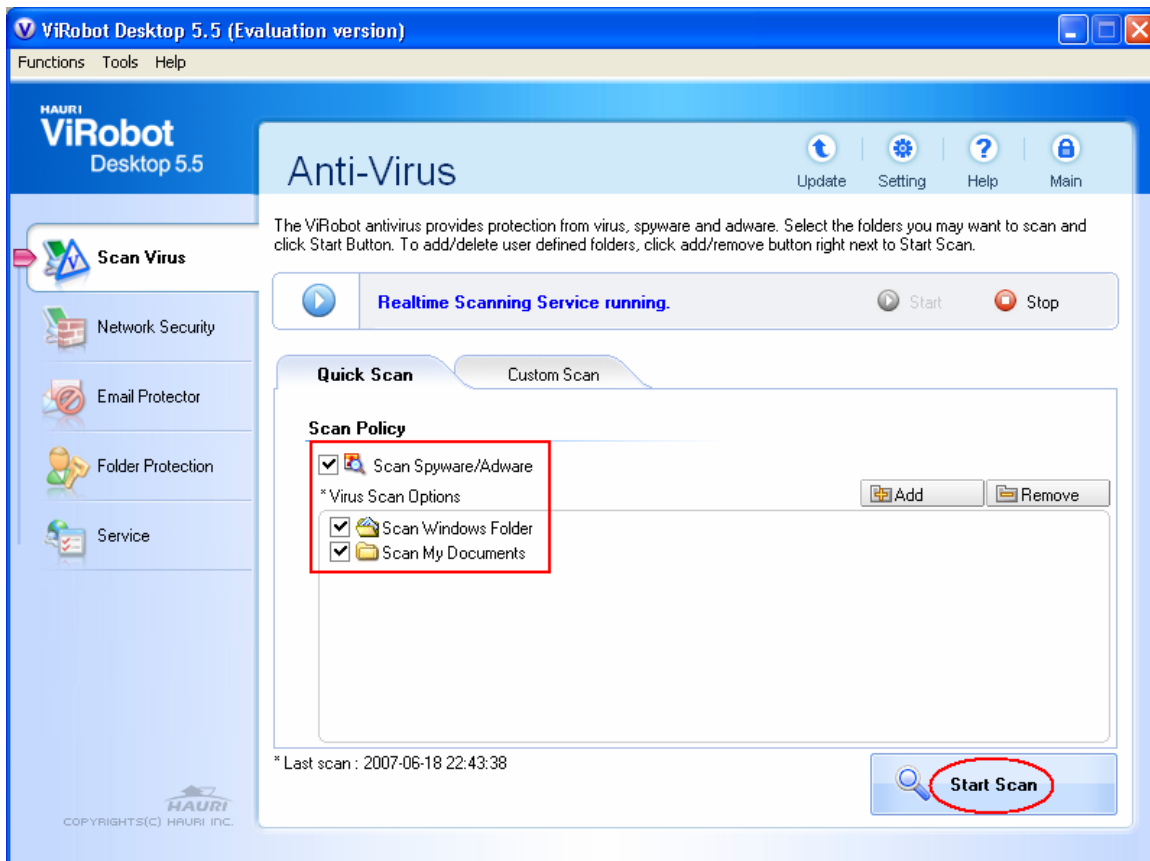 ViRobot Desktop 5.5 (Evaluation version)
Functions Tools Help
HAURI
ViRobot
Desktop 5.5
Anti-Virus
Update Setting Help Main
The ViRobot antivirus provides protection from virus, spyware and adware. Select the folders you may want to scan and
click Start Button. To add/delete user defined folders, click add/remove button right next to Start Scan.
Scan Virus
Network Security
Email Protector
Folder Protection
Service
Realtime Scanning Service running.
Start Stop
Quick Scan Custom Scan
Scan Policy
Scan Spyware/Adware
* Virus Scan Options
Add Remove
Scan Windows Folder
Scan My Documents
* Last scan : 2007-06-18 22:43:38
Start Scan
HAURI
COPYRIGHTS(C) HAURI INC.